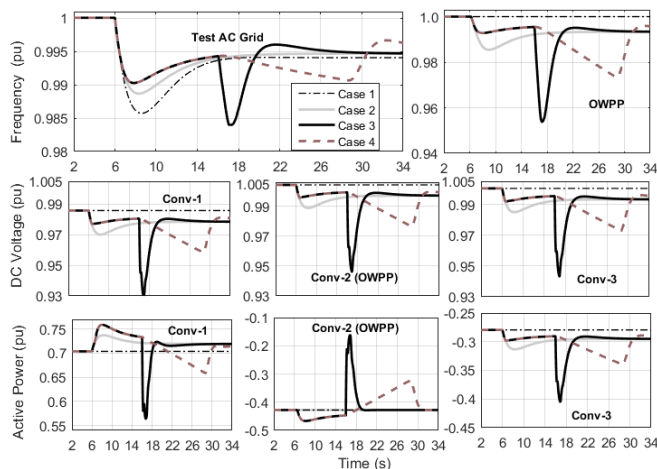 1
0.995
0.99
0.985
0.98
Frequency (pu)
Test AC Grid
Case 1
Case 2
Case 3
Case 4
2 6 10 14 18 22 26 30 34
1.0
0.98
0.96
0.94
OWPP
2 6 10 14 18 22 26 30 34
1.005
0.99
0.97
0.95
0.93
DC Voltage (pu)
Conv-1
2 6 10 14 18 22 26 30 34
1.005
0.99
0.97
0.95
0.93
Conv-2 (OWPP)
2 6 10 14 18 22 26 30 34
1.005
0.99
0.97
0.95
0.93
Conv-3
2 6 10 14 18 22 26 30 34
0.75
0.7
0.65
0.6
0.55
Active Power (pu)
Conv-1
2 6 10 14 18 22 26 30 34
-0.1
-0.2
-0.3
-0.4
-0.5
Conv-2 (OWPP)
2 6 10 14 18 22 26 30 34
Time (s)
-0.25
-0.3
-0.35
-0.4
-0.45
Conv-3
2 6 10 14 18 22 26 30 34